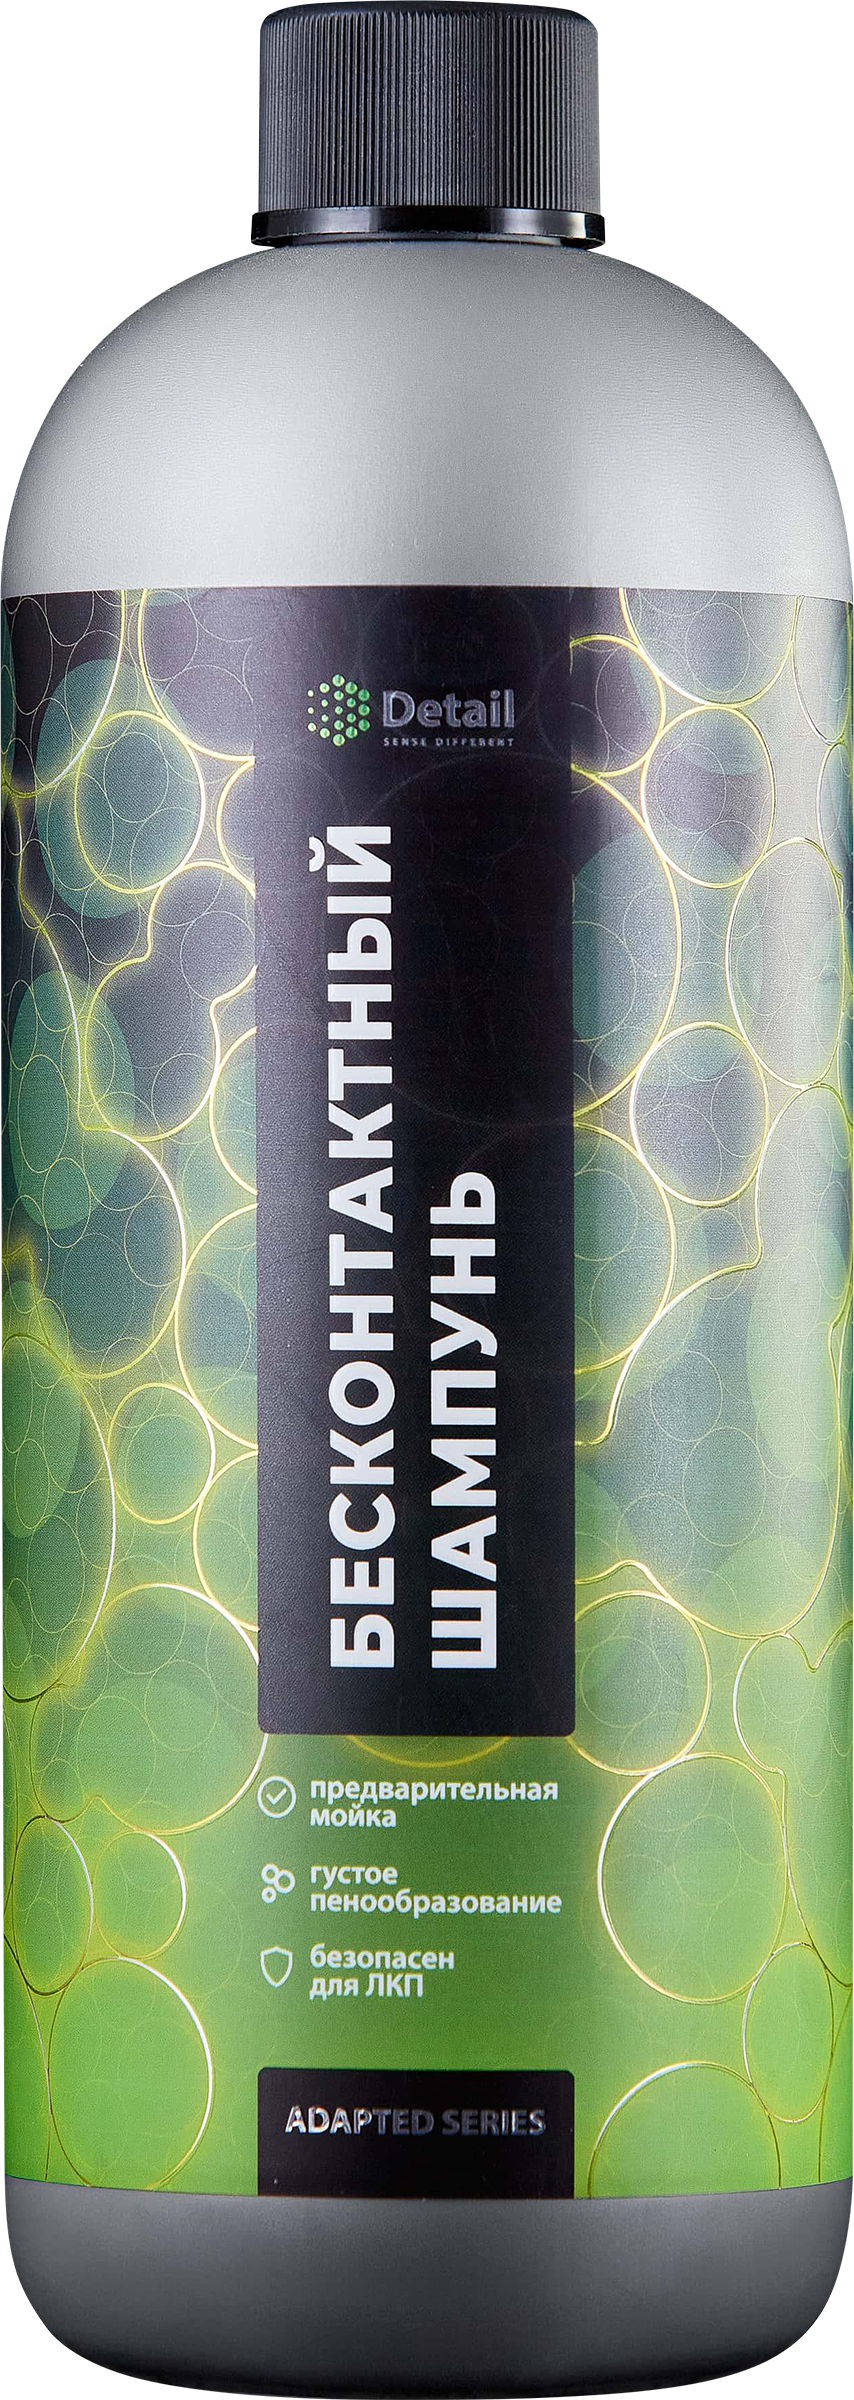 Detail
SENSE DIFFERENT
БЕСКОНТАКТНЫЙ
ШАМПУНЬ
предварительная
мойка
густое
пенообразование
безопасен
для ЛКП
ADAPTED SERIES